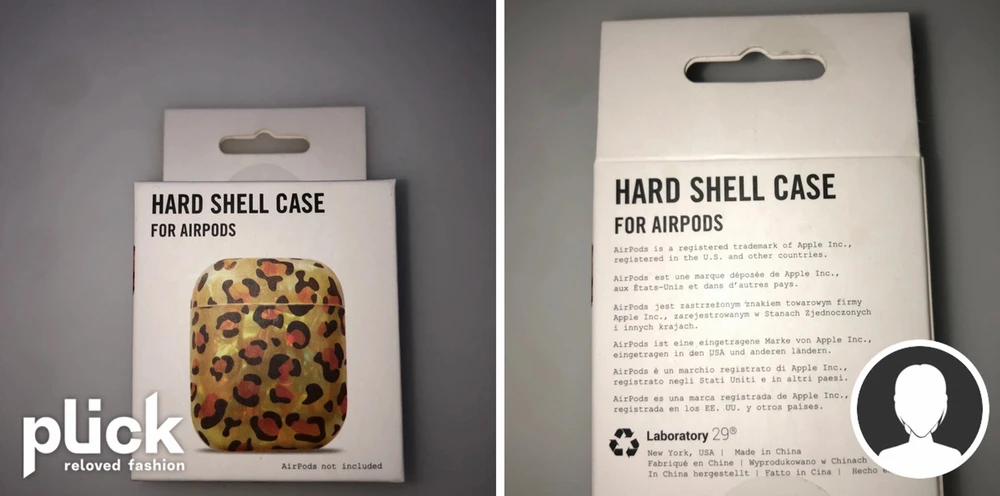 HARD SHELL CASE
FOR AIRPODS
AirPods not included
plick
reloved fashion
HARD SHELL CASE
FOR AIRPODS
AirPods is a registered trademark of Apple Inc.,
registered in the U.S. and other countries.
AirPods est une marque déposée de Apple Inc.,
aux États-Unis et dans d'autres pays.
AirPods jest zastrzeżonym znakiem towarowym firmy
Apple Inc., zarejestrowanym w Stanach Zjednoczonych
i innych krajach.
AirPods ist eine eingetragene Marke von Apple Inc.,
eingetragen in den USA und anderen ländern.
AirPods è un marchio registrato di Apple Inc.,
registrato negli Stati Uniti e in altri paesi.
AirPods es una marca registrada de Apple Inc.,
registrada en los EE. UU. y otros países.
Laboratory 29®
New York, USA | Made in China
Fabriqué en Chine | Wyprodukowano w Chinach
In China hergestellt | Fatto in Cina | Hecho